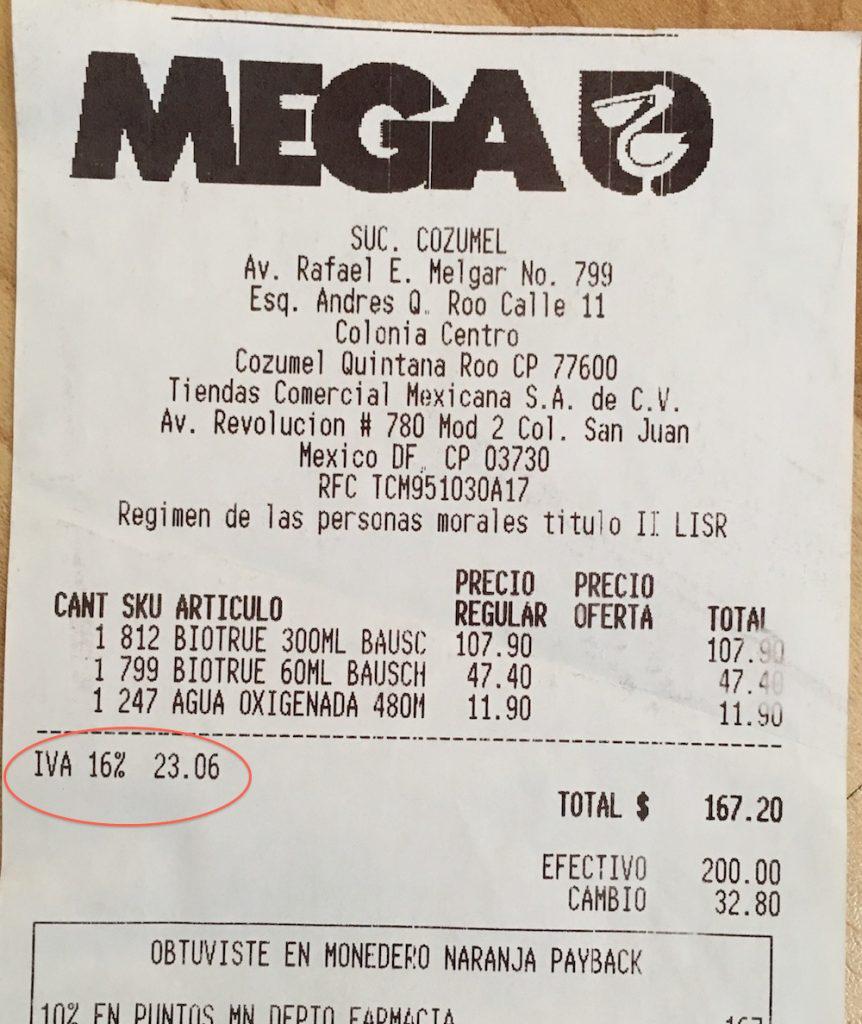 MEGA
SUC. COZUMEL
Av. Rafael E. Melgar No. 799
Esq. Andres Q. Roo Calle 11
Colonia Centro
Cozumel Quintana Roo CP 77600
Tiendas Comercial Mexicana S.A. de C.V.
Av. Revolucion # 780 Mod 2 Col. San Juan
Mexico DF. CP 03730
RFC TCM951030A17
Regimen de las personas morales titulo II LISR
PRECIO PRECIO
CANT SKU ARTICULO REGULAR OFERTA TOTAL
1 812 BIOTRUE 300ML BAUSC 107.90 107.90
1 799 BIOTRUE 60ML BAUSCH 47.40 47.40
1 247 AGUA OXIGENADA 480M 11.90 11.90
IVA 16% 23.06
TOTAL $ 167.20
EFECTIVO 200.00
CAMBIO 32.80
OBTUVISTE EN MONEDERO NARANJA PAYBACK
10% EN PUNTOS MN DEPTO FARMACIA 167